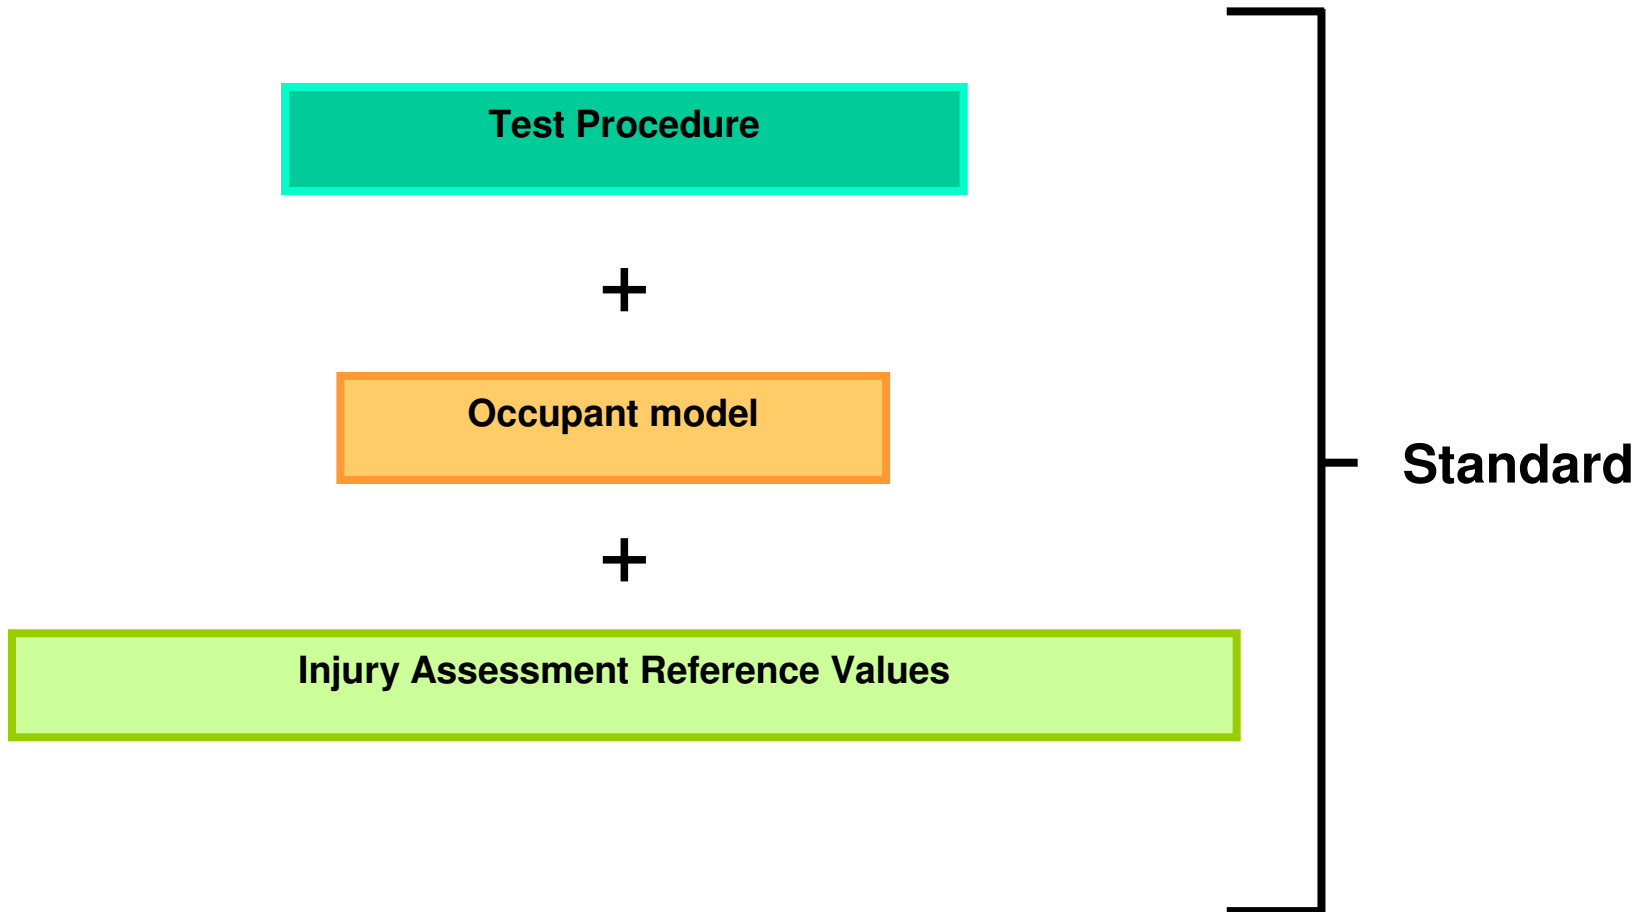 Test Procedure
+
Occupant model
+
Injury Assessment Reference Values
Standard